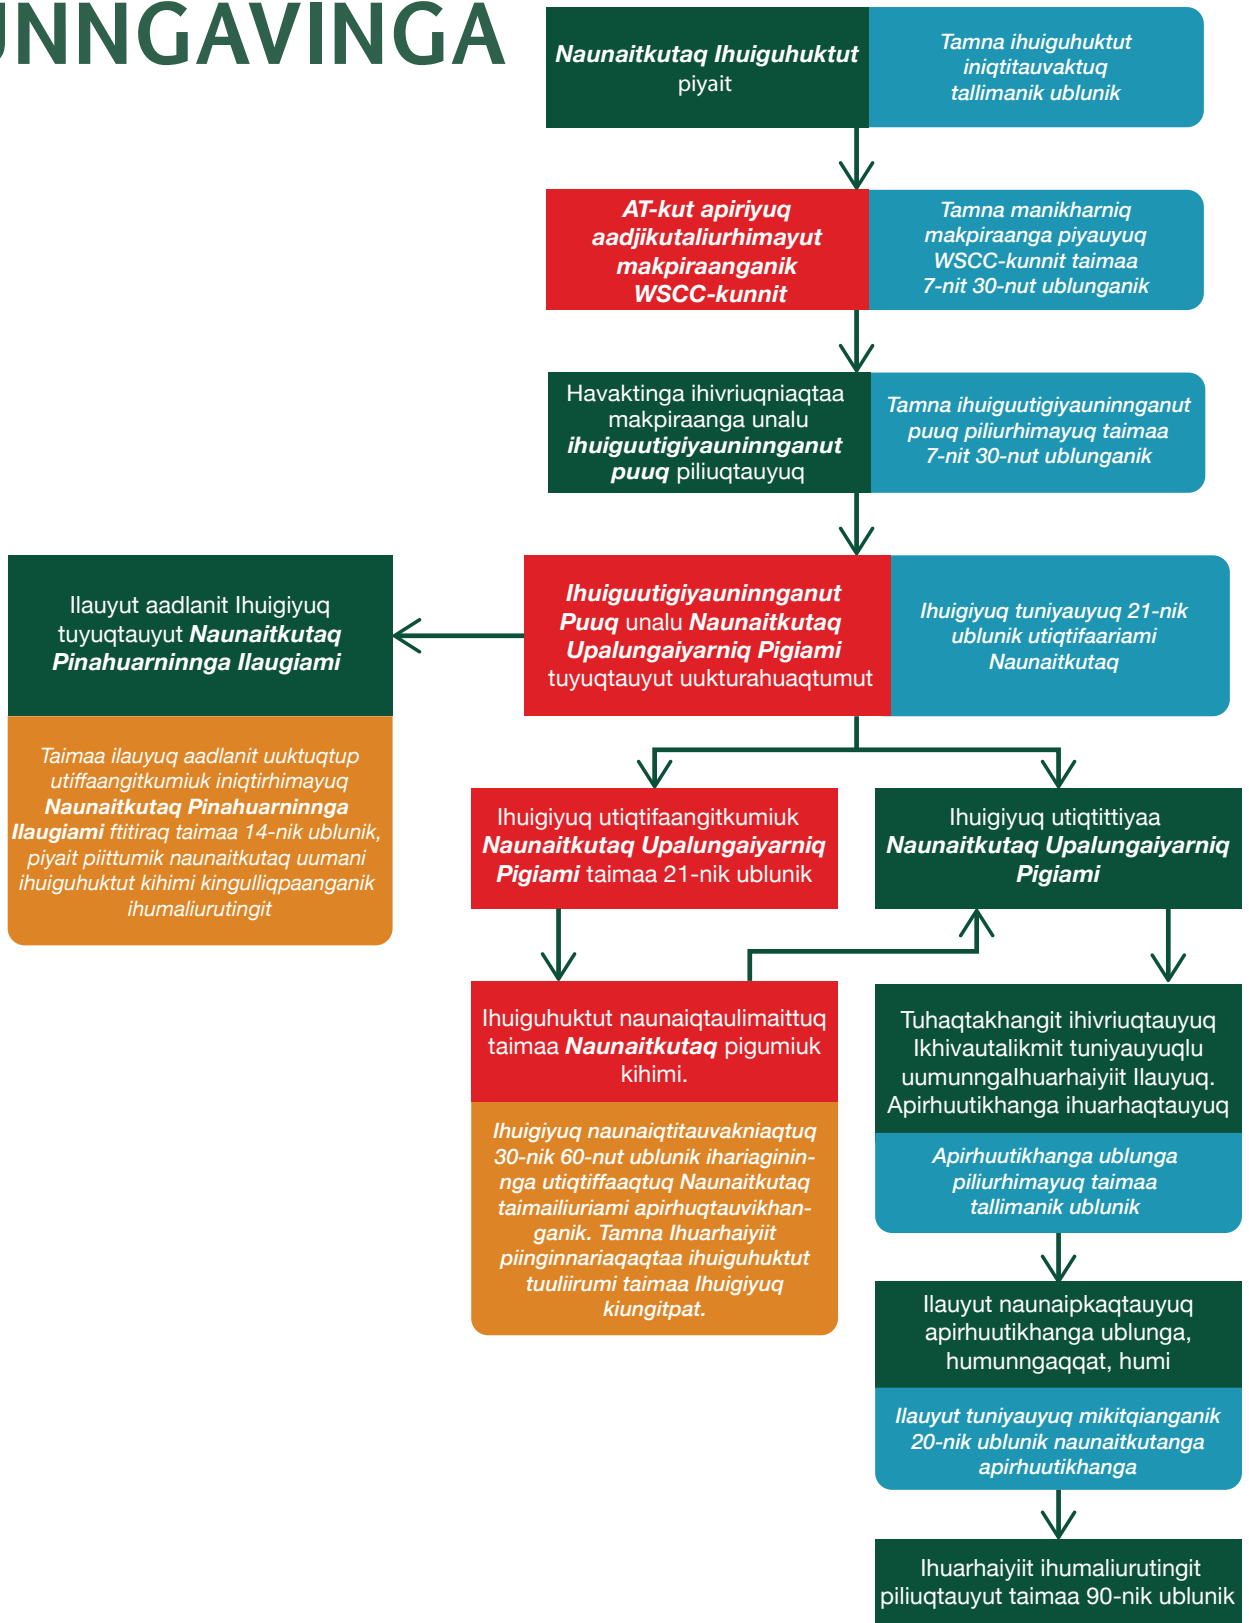 UNNGAVINGA
Naunaitkutaq Ihuiguhuktut
piyait
Tamna ihuiguhuktut
iniqtitauvaktuq
tallimanik ublunik
AT-kut apiriyuq
aadjikutaliurhimayut
makpiraanganik
WSCC-kunnit
Tamna manikharniq
makpiraanga piyauyuq
WSCC-kunnit taimaa
7-nit 30-nut ublunganik
Havaktinga ihivriuqniaqtaa
makpiraanga unalu
ihuiguutigiyauninnganut
puuq piliuqtauyuq
Tamna ihuiguutigiyauninnganut
puuq piliurhimayuq taimaa
7-nit 30-nut ublunganik
Ilauyut aadlanit Ihuigiyuq
tuyuqtauyut Naunaitkutaq
Pinahuarninnga Ilaugiami
Ihuiguutigiyauninnganut
Puuq unalu Naunaitkutaq
Upalungaiyarniq Pigiami
tuyuqtauyut uukturahuaqtumut
Ihuigiyuq tuniyauyuq 21-nik
ublunik utiqtifaariami
Naunaitkutaq
Taimaa ilauyuq aadlanit uuktuqtup
utiffaangitkumiuk iniqtirhimayuq
Naunaitkutaq Pinahuarninnga
Ilaugiami ftitiraq taimaa 14-nik ublunik,
piyait piittumik naunaitkutaq uumani
ihuiguhuktut kihimi kingulliqpaanganik
ihumaliurutingit
Ihuigiyuq utiqtifaangitkumiuk
Naunaitkutaq Upalungaiyarniq
Pigiami taimaa 21-nik ublunik
Ihuigiyuq utiqtittiyaa
Naunaitkutaq Upalungaiyarniq
Pigiami
Ihuiguhuktut naunaiqtaulimaittuq
taimaa Naunaitkutaq pigumiuk
kihimi.
Ihuigiyuq naunaiqtitauvakniaqtuq
30-nik 60-nut ublunik ihariaginin-
nga utiqtiffaaqtuq Naunaitkutaq
taimailiuriami apirhuqtauvikhan-
ganik. Tamna Ihuarhaiyiit
piinginnariaqaqtaa ihuiguhuktut
tuuliirumi taimaa Ihuigiyuq
kiungitpat.
Tuhaqtakhangit ihivriuqtauyuq
Ikhivautalikmit tuniyauyuqlu
uumunngaIhuarhaiyiit Ilauyuq.
Apirhuutikhanga ihuarhaqtauyuq
Apirhuutikhanga ublunga
piliurhimayuq taimaa
tallimanik ublunik
Ilauyut naunaipkaqtauyuq
apirhuutikhanga ublunga,
humunngaqqat, humi
Ilauyut tuniyauyuq mikitqianganik
20-nik ublunik naunaitkutanga
apirhuutikhanga
Ihuarhaiyiit ihumaliurutingit
piliuqtauyut taimaa 90-nik ublunik